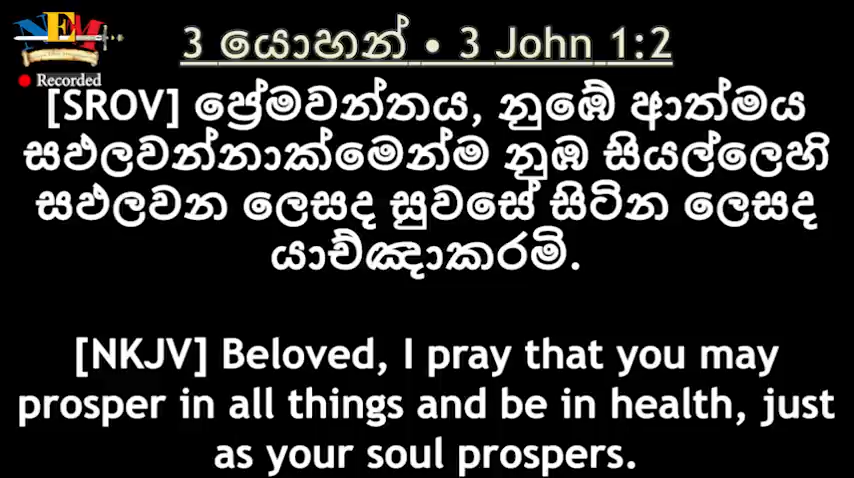 NEM
Recorded
3 යොහන් • 3 John 1:2
[SROV] ප්‍රේමවන්තය, නුඹේ ආත්මය
සඵලවන්නාක්මෙන්ම නුඹ සියල්ලෙහි
සඵලවන ලෙසද සුවසේ සිටින ලෙසද
යාච්ඤාකරමි.
[NKJV] Beloved, I pray that you may
prosper in all things and be in health, just
as your soul prospers.